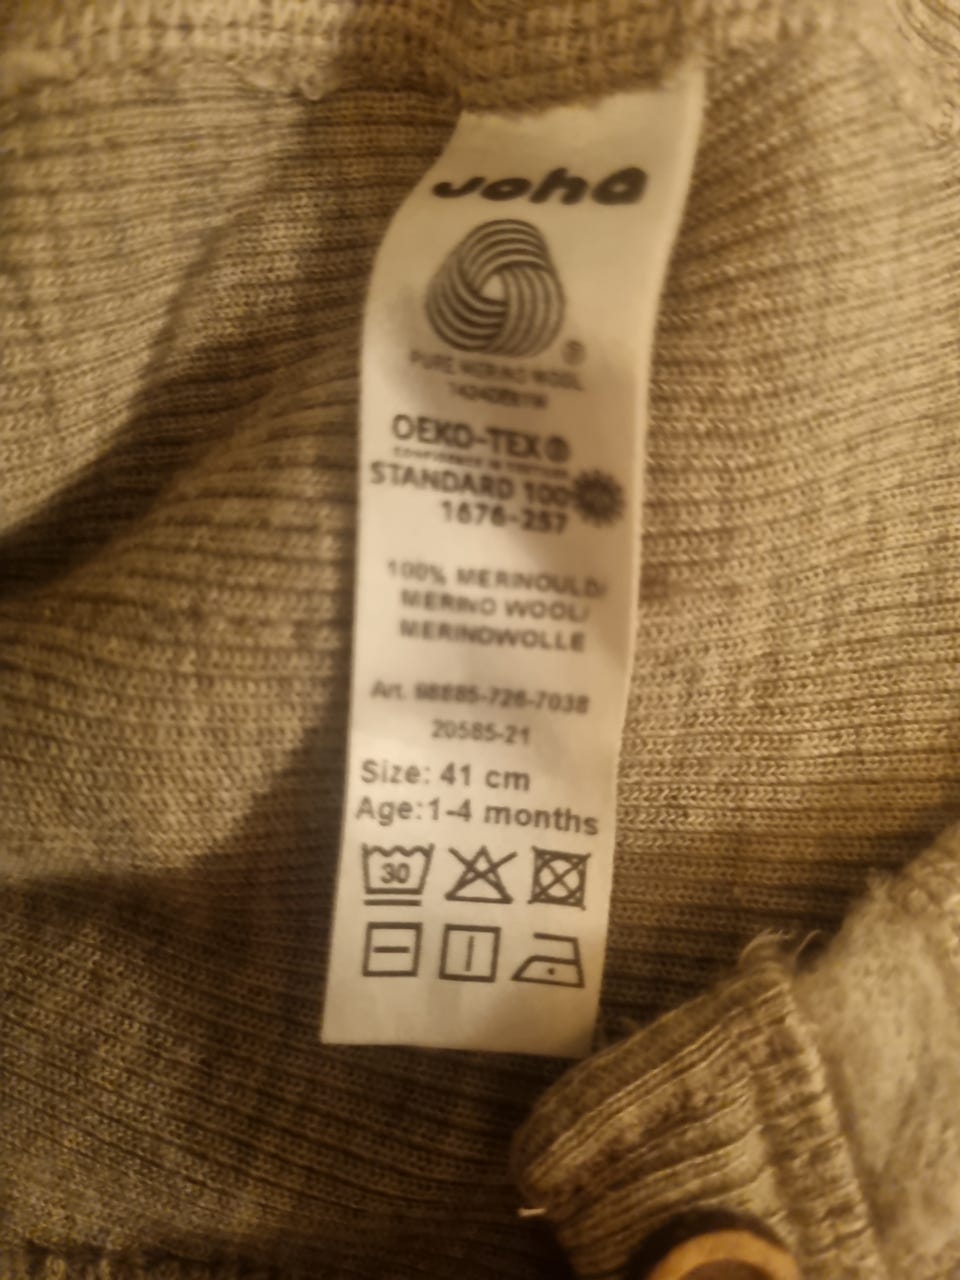 Joha
PURE MERINO WOOL
OEKO-TEX®
STANDARD 100
1676-257
100% MERINOULD/
MERINO WOOL/
MERINOWOLLE
Art. 98885-726-7038
20585-21
Size: 41 cm
Age:1-4 months
30